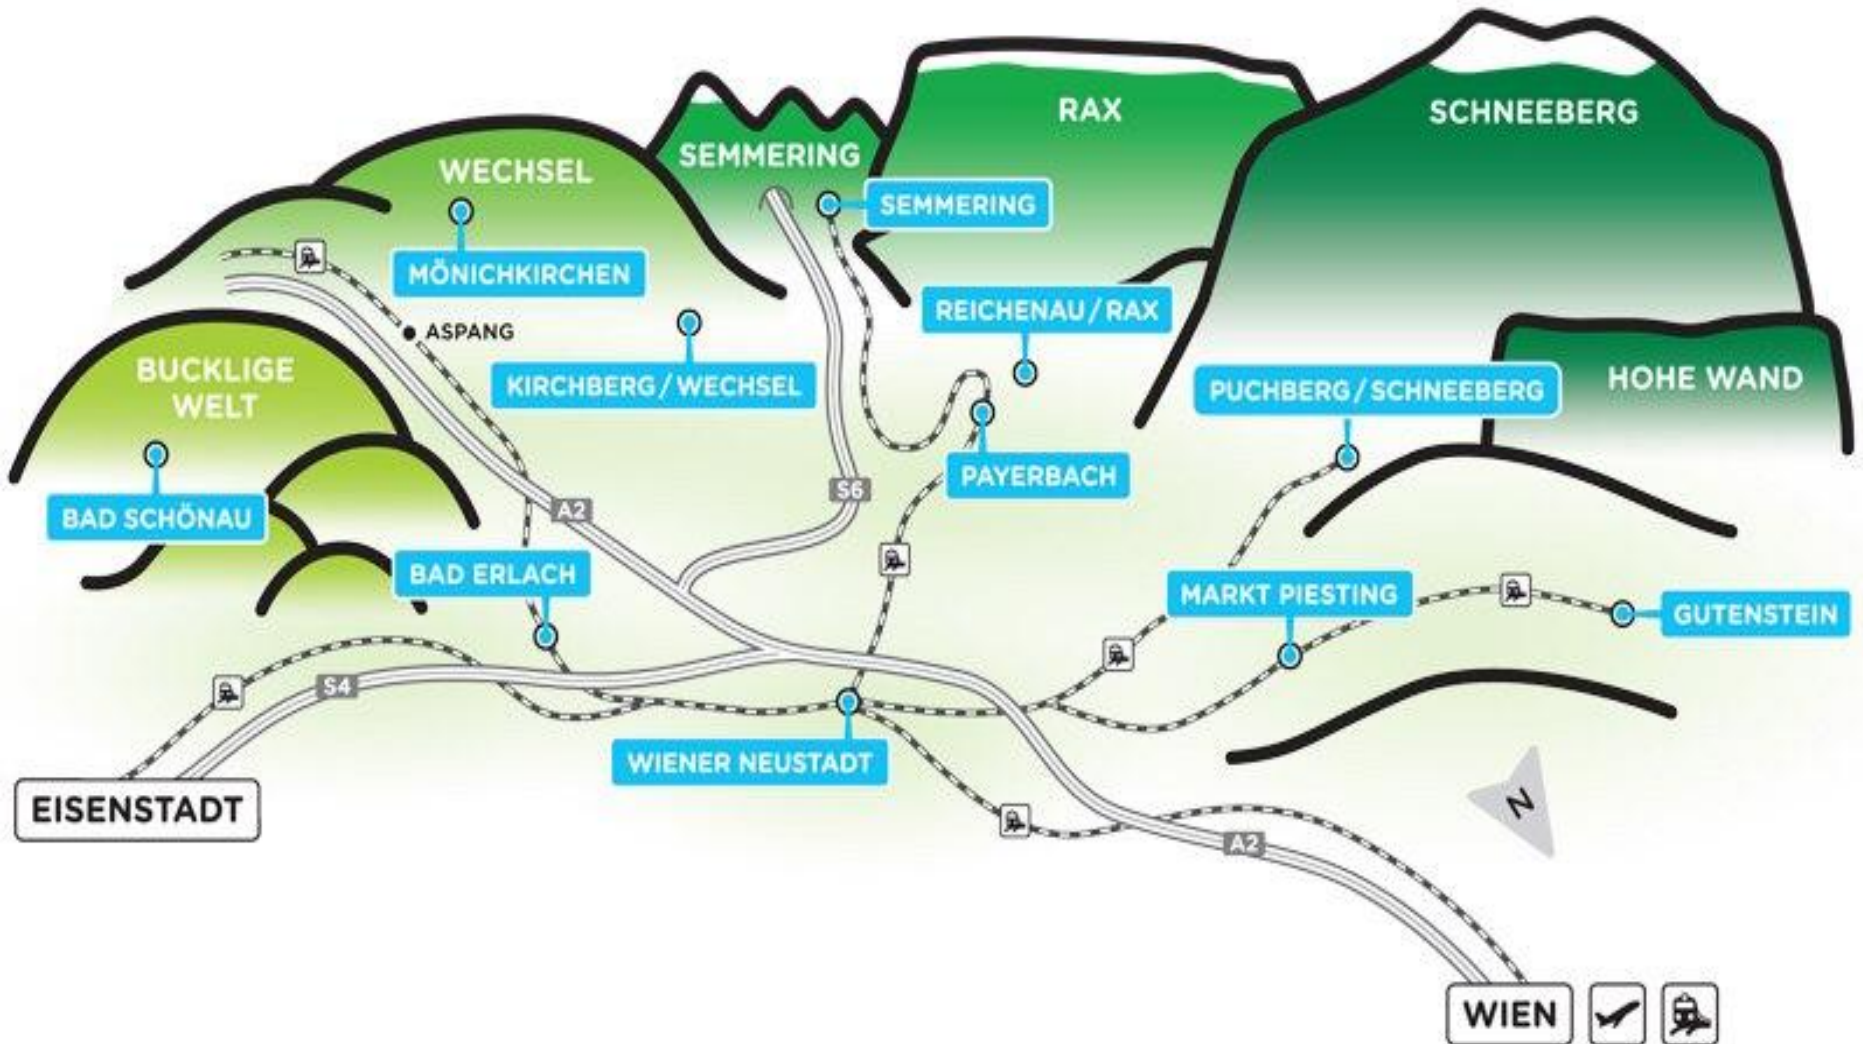 RAX
SCHNEEBERG
SEMMERING
WECHSEL
SEMMERING
MÖNICHKIRCHEN
REICHENAU/RAX
ASPANG
BUCKLIGE
WELT
KIRCHBERG/WECHSEL
PUCHBERG/SCHNEEBERG
HOHE WAND
PAYERBACH
S6
A2
BAD SCHÖNAU
BAD ERLACH
MARKT PIESTING
GUTENSTEIN
S4
WIENER NEUSTADT
EISENSTADT
N
A2
WIEN